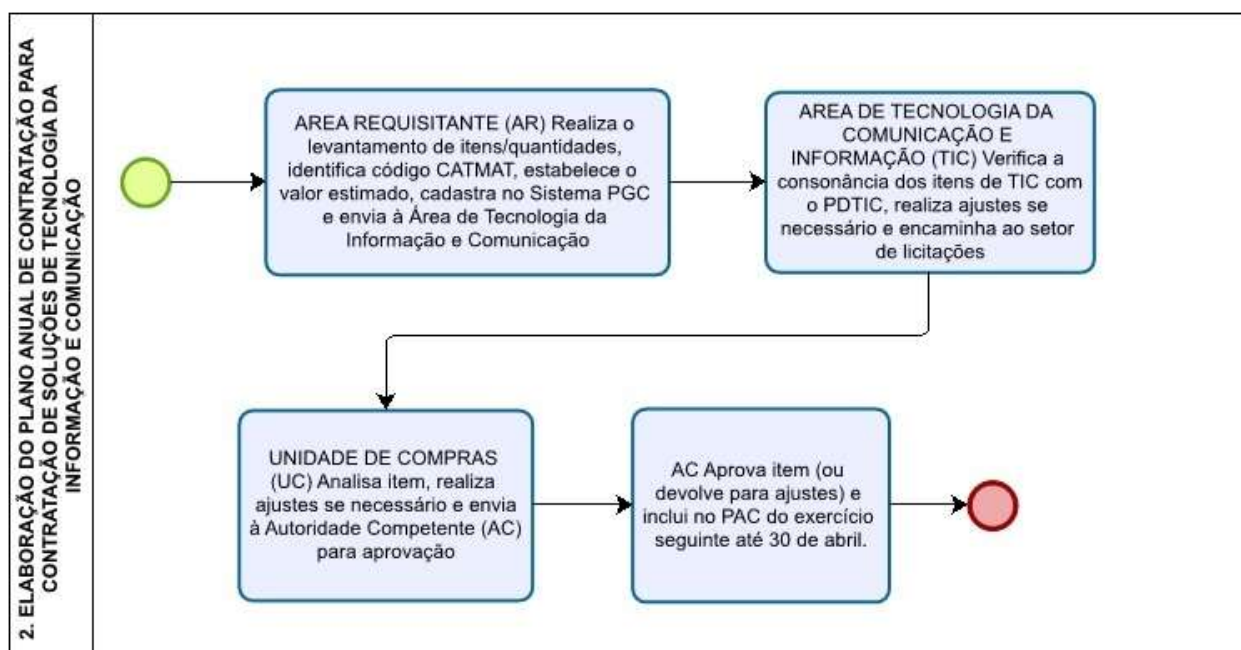 2. ELABORAÇÃO DO PLANO ANUAL DE CONTRATAÇÃO PARA
CONTRATAÇÃO DE SOLUÇÕES DE TECNOLOGIA DA
INFORMAÇÃO E COMUNICAÇÃO
AREA REQUISITANTE (AR) Realiza o
levantamento de itens/quantidades,
identifica código CATMAT, estabelece o
valor estimado, cadastra no Sistema PGC
e envia à Área de Tecnologia da
Informação e Comunicação
AREA DE TECNOLOGIA DA
COMUNICAÇÃO E
INFORMAÇÃO (TIC) Verifica a
consonância dos itens de TIC com
o PDTIC, realiza ajustes se
necessário e encaminha ao setor
de licitações
UNIDADE DE COMPRAS
(UC) Analisa item, realiza
ajustes se necessário e envia
à Autoridade Competente (AC)
para aprovação
AC Aprova item (ou
devolve para ajustes) e
inclui no PAC do exercício
seguinte até 30 de abril.